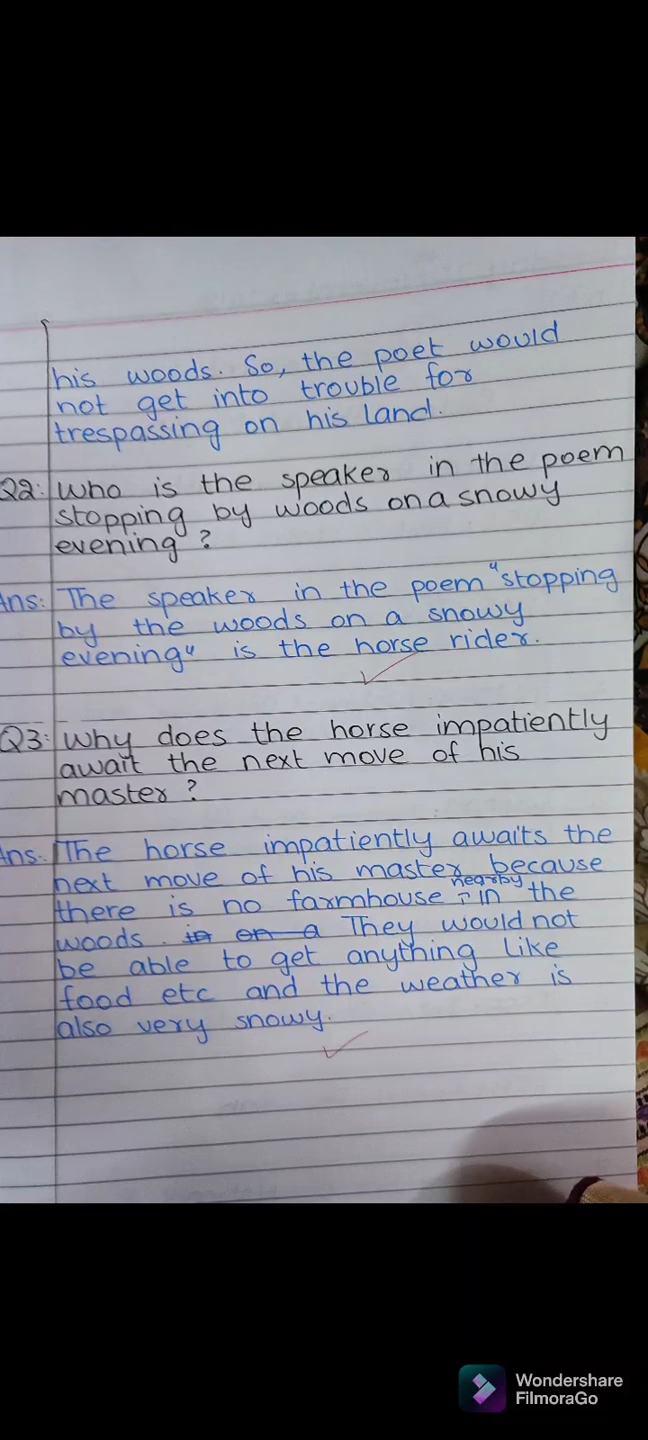 his woods. So, the poet would
not get into trouble for
trespassing on his land.
Q2: Who is the speaker in the poem
stopping by woods on a snowy
evening ?
Ans: The speaker in the poem "stopping
by the woods on a snowy
evening" is the horse rider.
Q3: Why does the horse impatiently
await the next move of his
master ?
Ans. The horse impatiently awaits the
next move of his master because
there is no farmhouse nearby in the
woods. in on a They would not
be able to get anything like
food etc and the weather is
also very snowy.
Wondershare
FilmoraGo